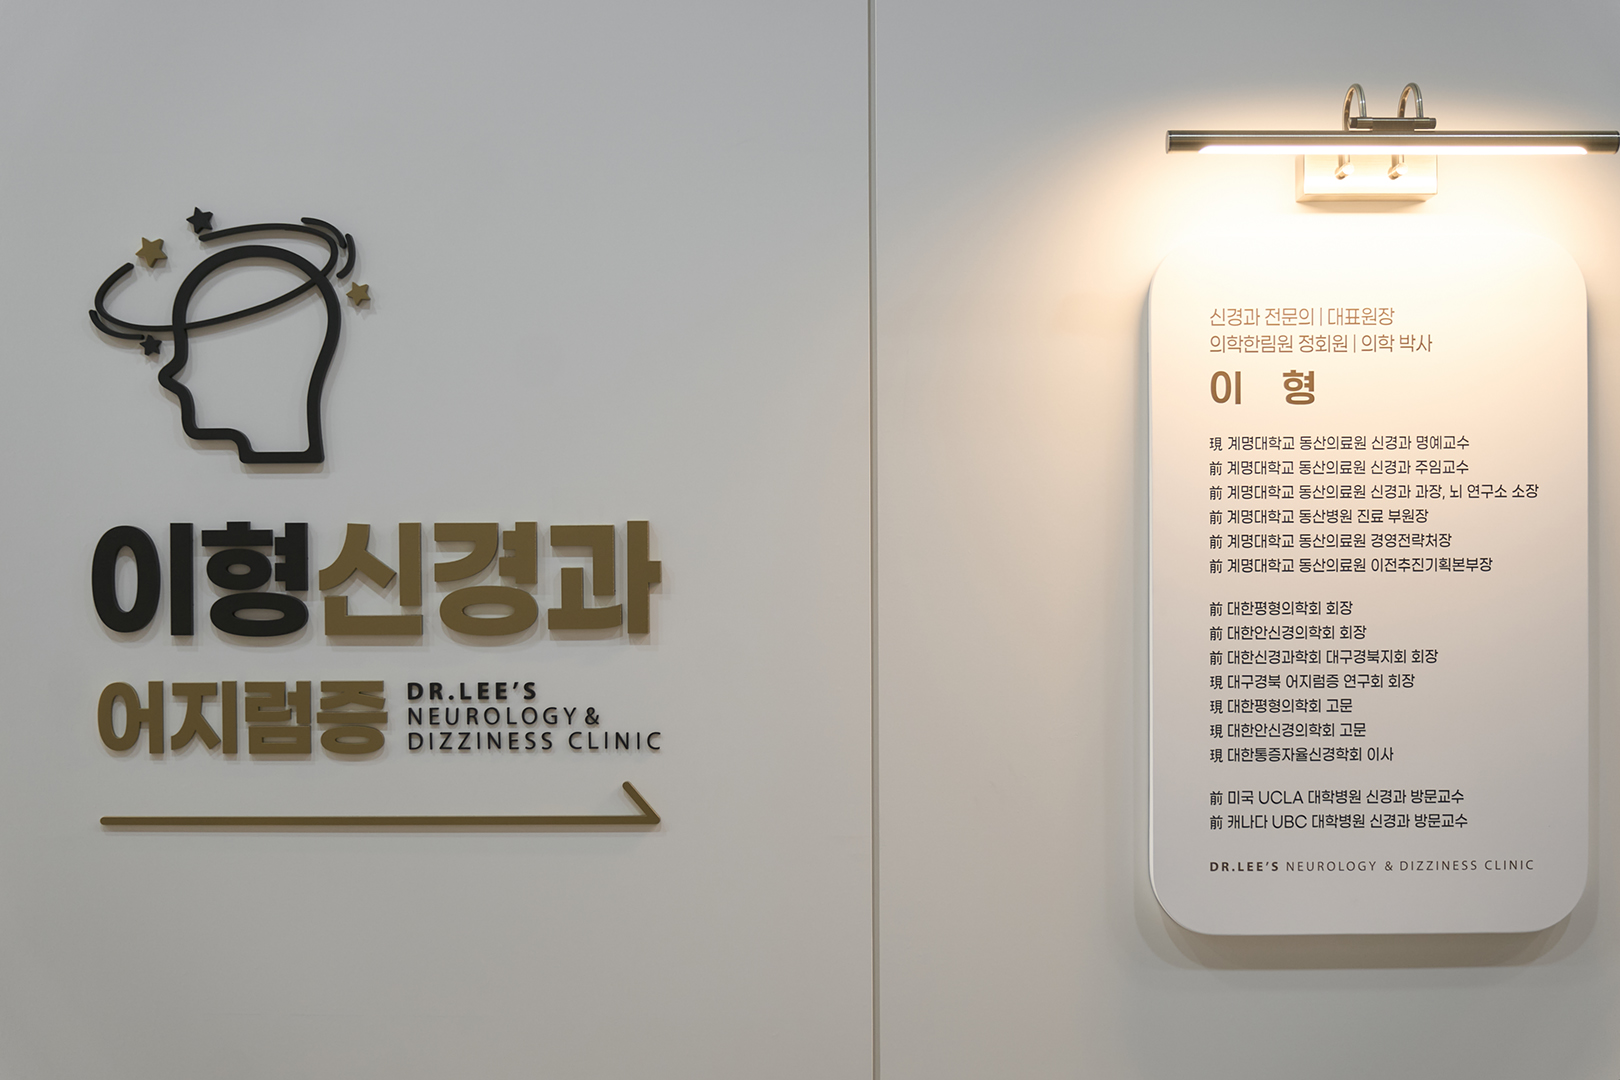 이형신경과
어지럼증
DR.LEE'S
NEUROLOGY &
DIZZINESS CLINIC
신경과 전문의 | 대표원장
의학한림원 정회원 | 의학 박사
이 형
現 계명대학교 동산의료원 신경과 명예교수
前 계명대학교 동산의료원 신경과 주임교수
前 계명대학교 동산의료원 신경과 과장, 뇌 연구소 소장
前 계명대학교 동산병원 진료 부원장
前 계명대학교 동산의료원 경영전략처장
前 계명대학교 동산의료원 이전추진기획본부장
前 대한평형의학회 회장
前 대한안신경의학회 회장
前 대한신경과학회 대구경북지회 회장
現 대구경북 어지럼증 연구회 회장
現 대한평형의학회 고문
現 대한안신경의학회 고문
現 대한통증자율신경학회 이사
前 미국 UCLA 대학병원 신경과 방문교수
前 캐나다 UBC 대학병원 신경과 방문교수
DR.LEE'S NEUROLOGY & DIZZINESS CLINIC